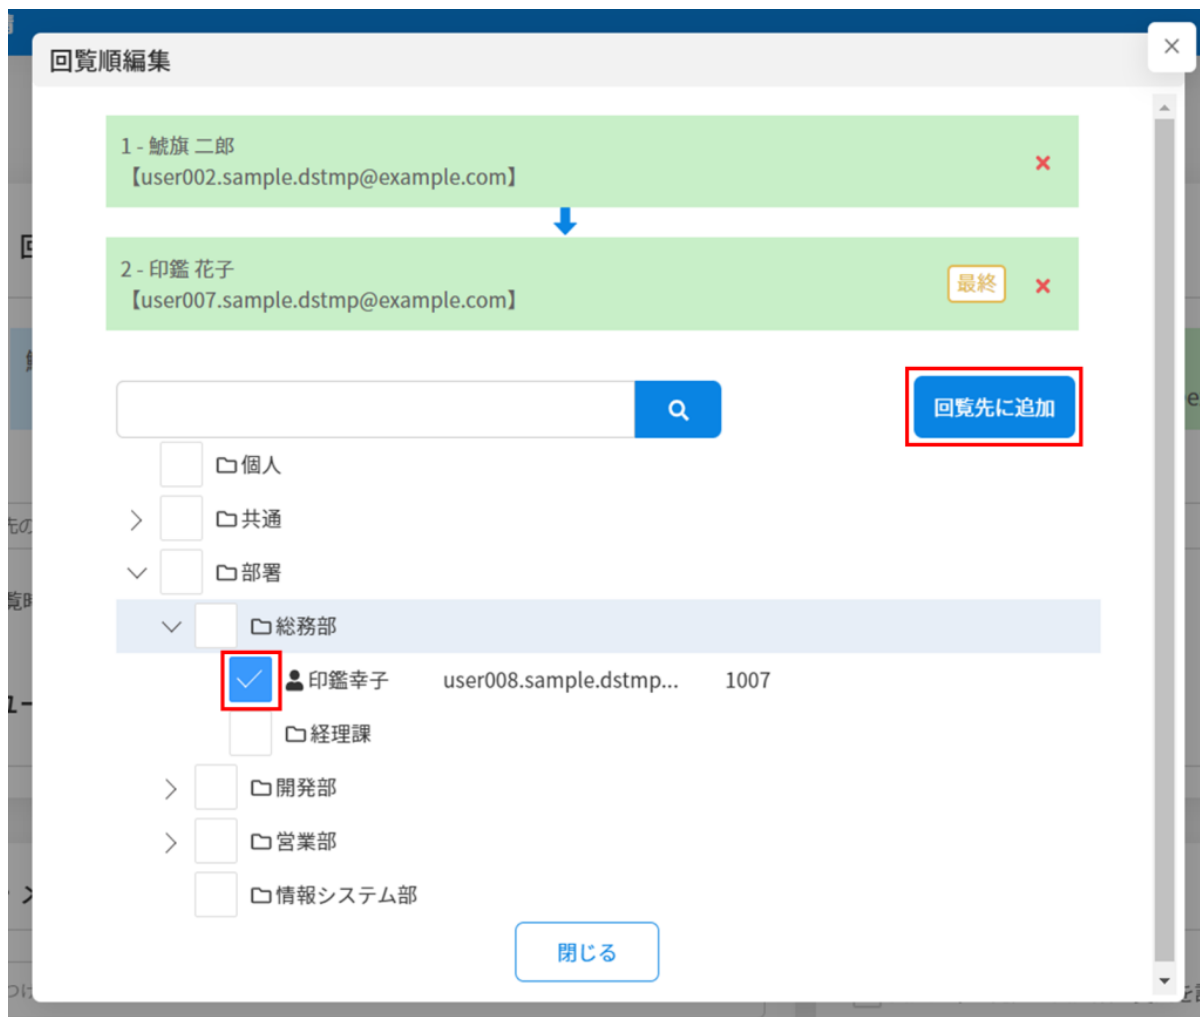 回覧順編集
1 - 鯱旗 二郎
【user002.sample.dstmp@example.com】
2 - 印鑑 花子
【user007.sample.dstmp@example.com】
最終
回覧先に追加
個人
共通
部署
総務部
印鑑幸子 user008.sample.dstmp... 1007
経理課
開発部
営業部
情報システム部
閉じる